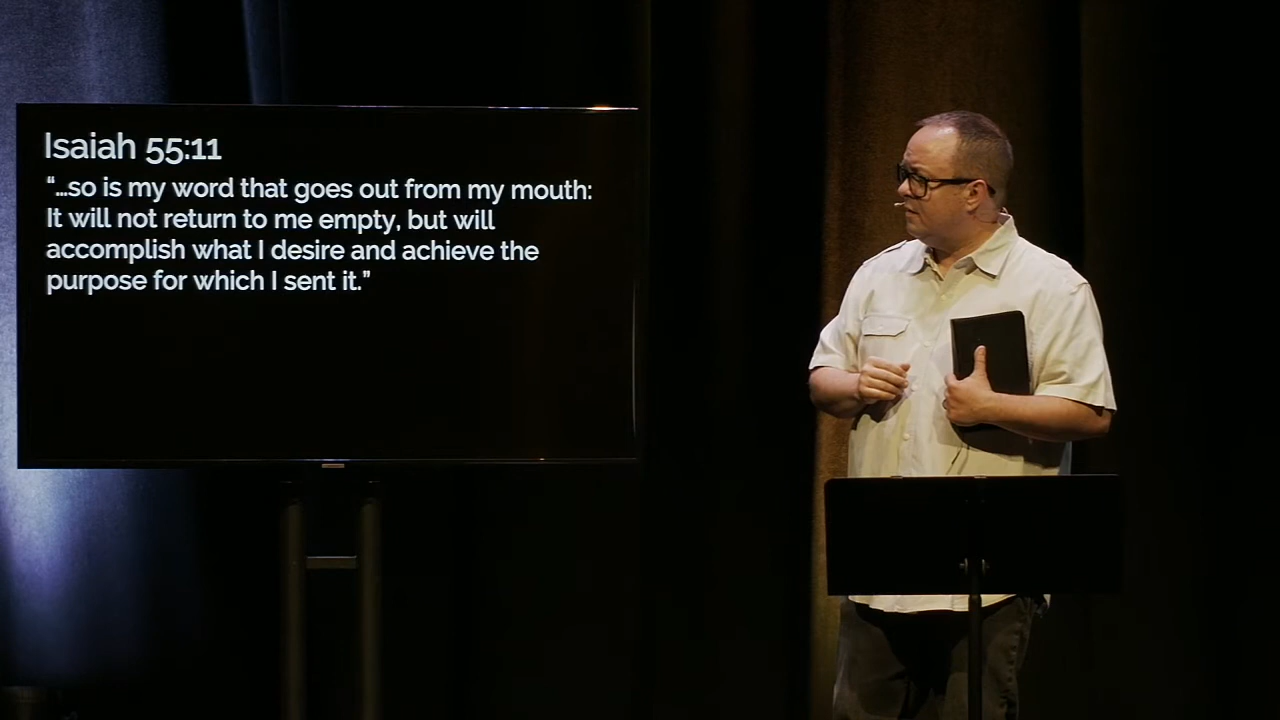 Isaiah 55:11
“...so is my word that goes out from my mouth:
It will not return to me empty, but will
accomplish what I desire and achieve the
purpose for which I sent it.”